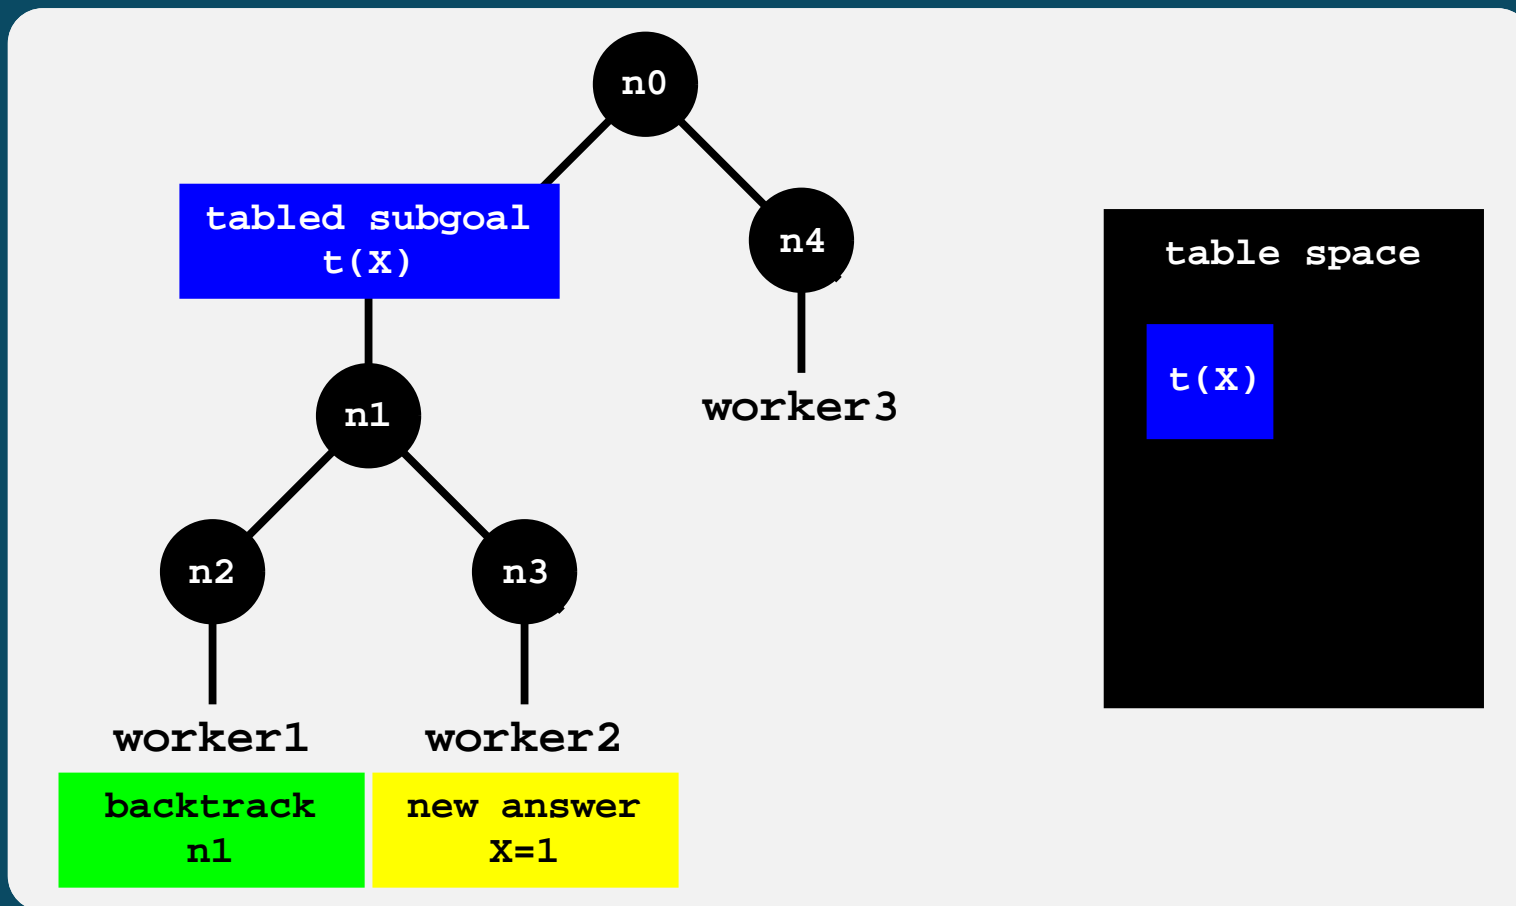 n0
tabled subgoal
t(X)
n4
table space
t(X)
n1
worker3
n2
n3
worker1
worker2
backtrack
n1
new answer
X=1